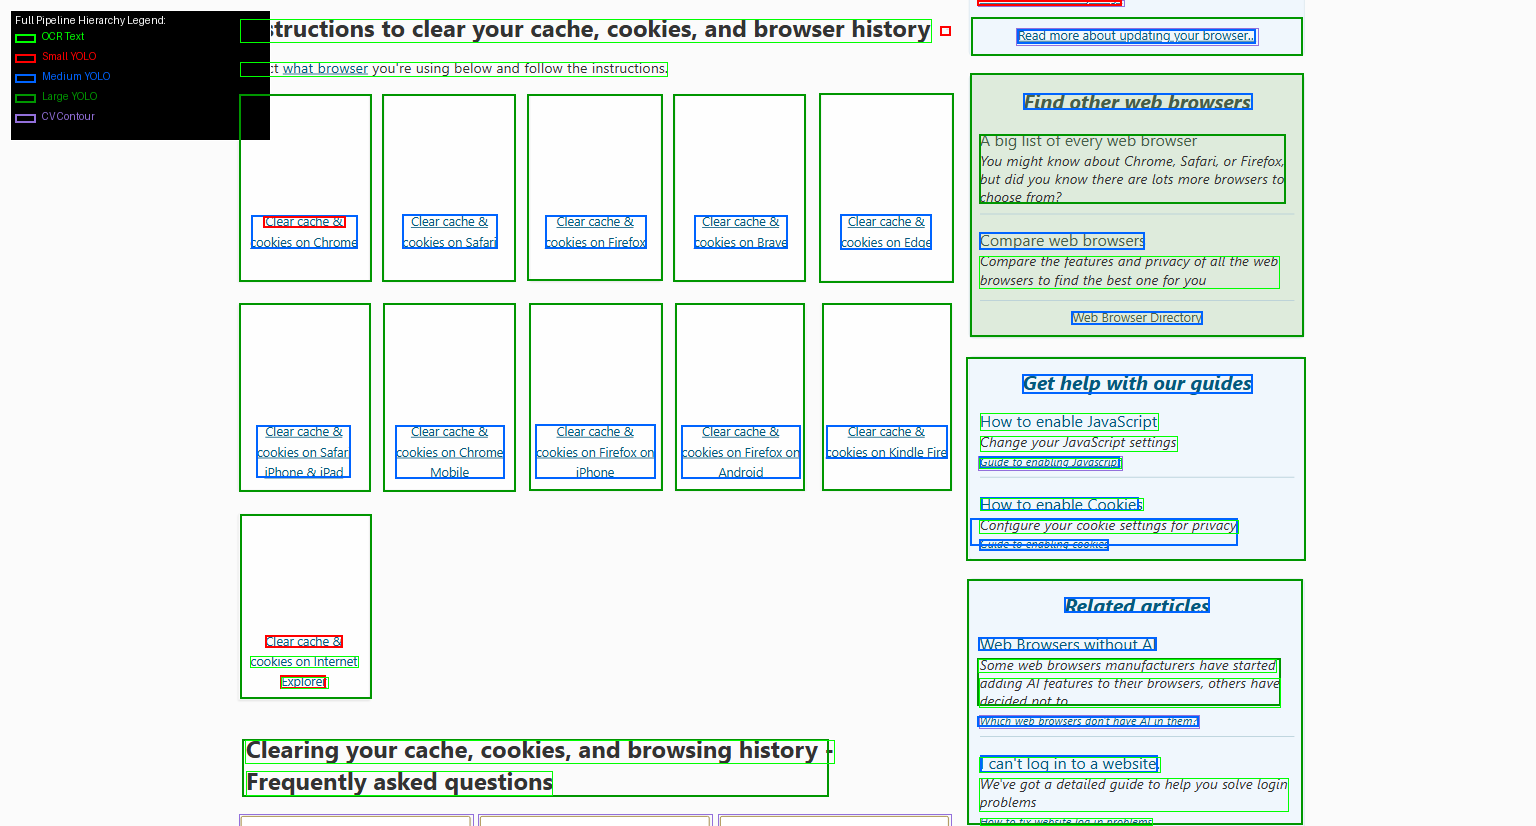 Full Pipeline Hierarchy Legend:
OCR Text
Small YOLO
Medium YOLO
Large YOLO
CV Contour
structions to clear your cache, cookies, and browser history
ct what browser you're using below and follow the instructions.
Clear cache &
cookies on Chrome
Clear cache &
cookies on Safari
Clear cache &
cookies on Firefox
Clear cache &
cookies on Brave
Clear cache &
cookies on Edge
Clear cache &
cookies on Safari
iPhone & iPad
Clear cache &
cookies on Chrome
Mobile
Clear cache &
cookies on Firefox on
iPhone
Clear cache &
cookies on Firefox on
Android
Clear cache &
cookies on Kindle Fire
Clear cache &
cookies on Internet
Explorer
Clearing your cache, cookies, and browsing history -
Frequently asked questions
Read more about updating your browser...
Find other web browsers
A big list of every web browser
You might know about Chrome, Safari, or Firefox,
but did you know there are lots more browsers to
choose from?
Compare web browsers
Compare the features and privacy of all the web
browsers to find the best one for you
Web Browser Directory
Get help with our guides
How to enable JavaScript
Change your JavaScript settings
Guide to enabling Javascript
How to enable Cookies
Configure your cookie settings for privacy
Guide to enabling cookies
Related articles
Web Browsers without AI
Some web browsers manufacturers have started
adding AI features to their browsers, others have
decided not to
Which web browsers don't have AI in them?
I can't log in to a website.
We've got a detailed guide to help you solve login
problems
How to fix website log in problems